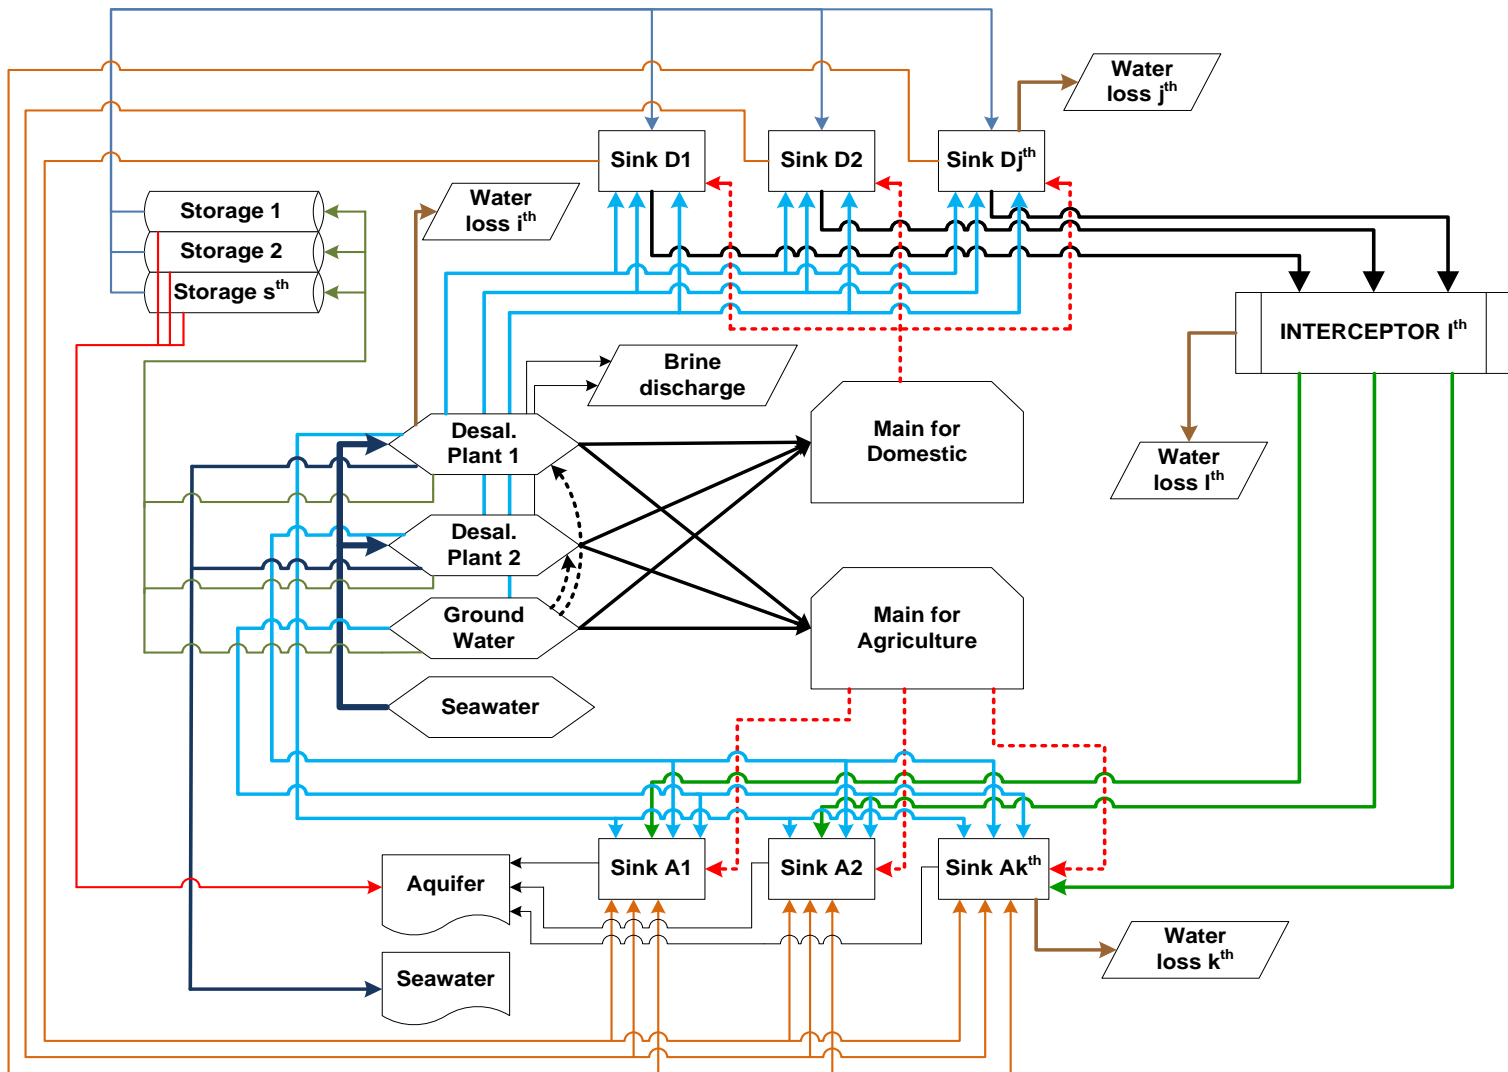 Water
loss jth
Sink D1
Sink D2
Sink Djth
Water
loss ith
Storage 1
Storage 2
Storage sth
INTERCEPTOR Ith
Brine
discharge
Desal.
Plant 1
Main for
Domestic
Water
loss Ith
Desal.
Plant 2
Ground
Water
Main for
Agriculture
Seawater
Sink A1
Sink A2
Sink Akth
Aquifer
Water
loss kth
Seawater